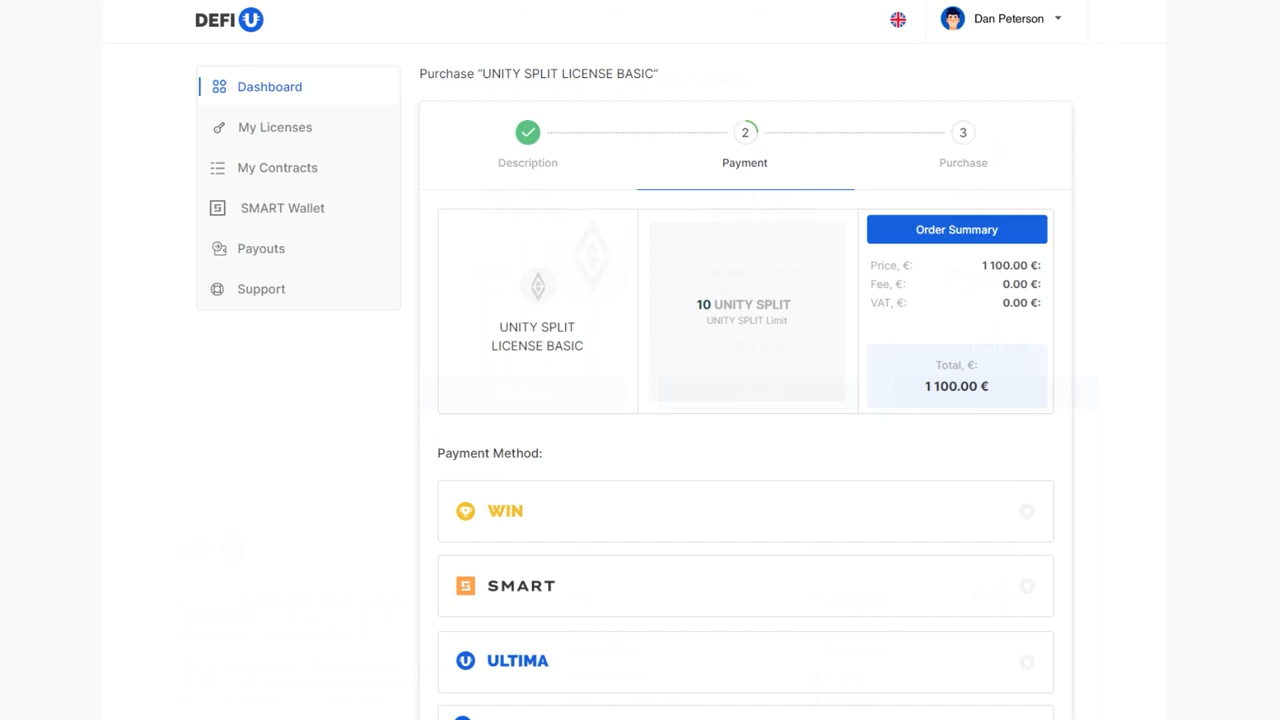 DEFI U
Dan Peterson
Dashboard
My Licenses
My Contracts
SMART Wallet
Payouts
Support
Purchase “UNITY SPLIT LICENSE BASIC”
2
3
Description
Payment
Purchase
UNITY SPLIT
LICENSE BASIC
10 UNITY SPLIT
UNITY SPLIT Limit
Order Summary
Price, €: 1 100.00 €:
Fee, €: 0.00 €:
VAT, €: 0.00 €:
Total, €:
1 100.00 €
Payment Method:
WIN
SMART
ULTIMA